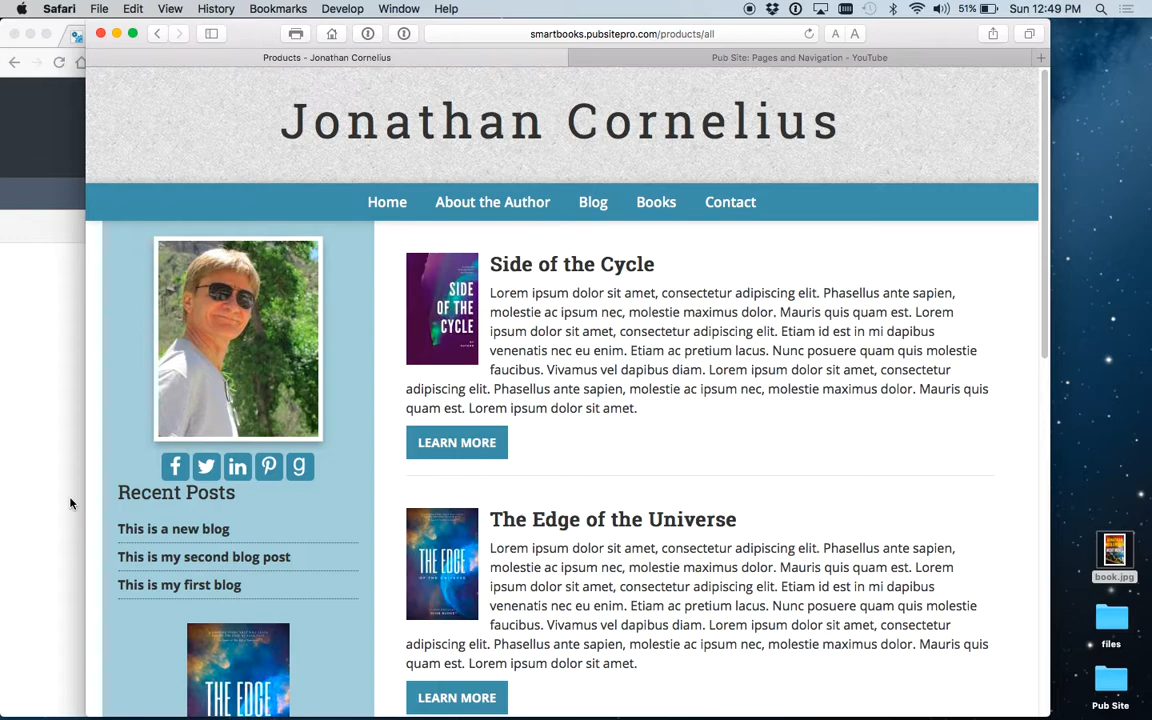 Safari File Edit View History Bookmarks Develop Window Help 51% Sun 12:49 PM
smartbooks.pubsitepro.com/products/all A A
Products - Jonathan Cornelius Pub Site: Pages and Navigation - YouTube
Jonathan Cornelius
Home About the Author Blog Books Contact
Side of the Cycle
SIDE
OF THE
CYCLE
Lorem ipsum dolor sit amet, consectetur adipiscing elit. Phasellus ante sapien,
molestie ac ipsum nec, molestie maximus dolor. Mauris quis quam est. Lorem
ipsum dolor sit amet, consectetur adipiscing elit. Etiam id est in mi dapibus
venenatis nec eu enim. Etiam ac pretium lacus. Nunc posuere quam quis molestie
faucibus. Vivamus vel dapibus diam. Lorem ipsum dolor sit amet, consectetur
adipiscing elit. Phasellus ante sapien, molestie ac ipsum nec, molestie maximus dolor. Mauris quis
quam est. Lorem ipsum dolor sit amet.
LEARN MORE
f in g
Recent Posts
This is a new blog
This is my second blog post
This is my first blog
THE EDGE
The Edge of the Universe
THE EDGE
OF THE UNIVERSE
Lorem ipsum dolor sit amet, consectetur adipiscing elit. Phasellus ante sapien,
molestie ac ipsum nec, molestie maximus dolor. Mauris quis quam est. Lorem
ipsum dolor sit amet, consectetur adipiscing elit. Etiam id est in mi dapibus
venenatis nec eu enim. Etiam ac pretium lacus. Nunc posuere quam quis molestie
faucibus. Vivamus vel dapibus diam. Lorem ipsum dolor sit amet, consectetur
adipiscing elit. Phasellus ante sapien, molestie ac ipsum nec, molestie maximus dolor. Mauris quis
quam est. Lorem ipsum dolor sit amet.
LEARN MORE
book.jpg
files
Pub Site